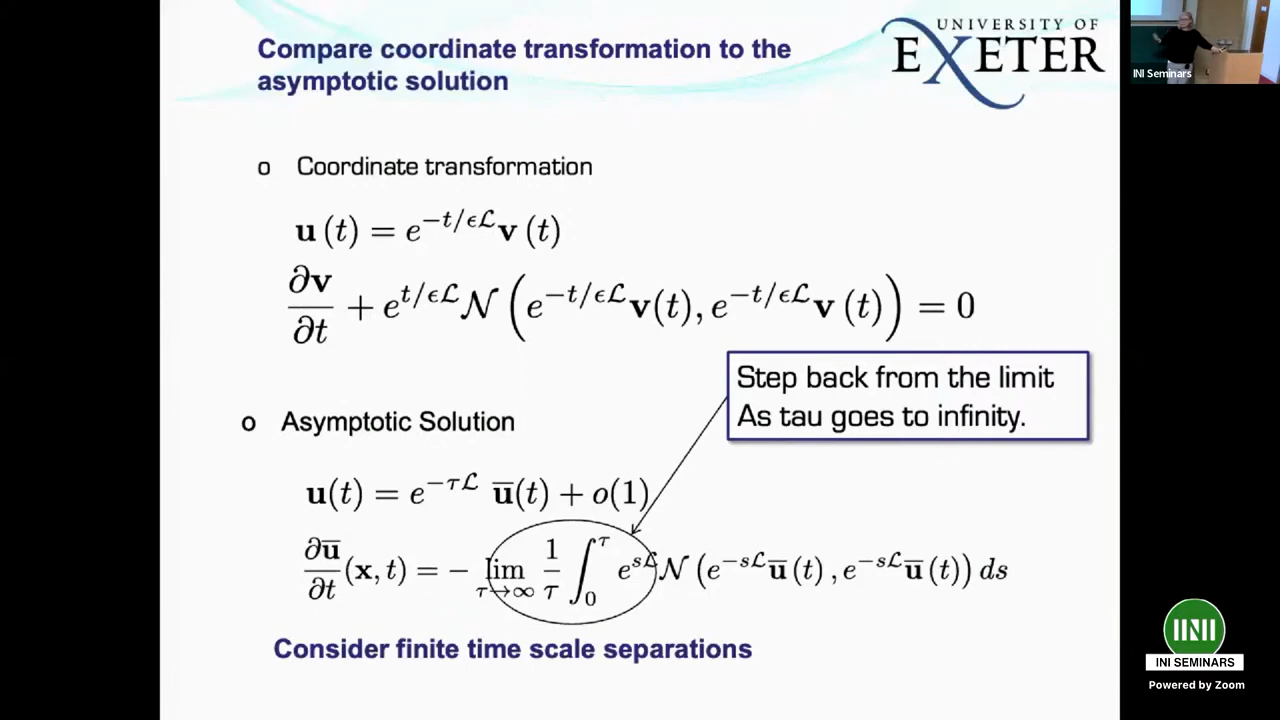 Compare coordinate transformation to the
asymptotic solution
UNIVERSITY OF
EXETER
INI Seminars
o Coordinate transformation
u(t) = e^{-t/ϵℒ}v(t)
∂v/∂t + e^{t/ϵℒ}𝒩(e^{-t/ϵℒ}v(t), e^{-t/ϵℒ}v(t)) = 0
Step back from the limit
As tau goes to infinity.
o Asymptotic Solution
u(t) = e^{-τℒ} ū(t) + o(1)
∂ū/∂t(x, t) = − lim_{τ→∞} 1/τ ∫_0^τ e^{sℒ}𝒩(e^{-sℒ}ū(t), e^{-sℒ}ū(t)) ds
Consider finite time scale separations
INI
INI SEMINARS
Powered by Zoom